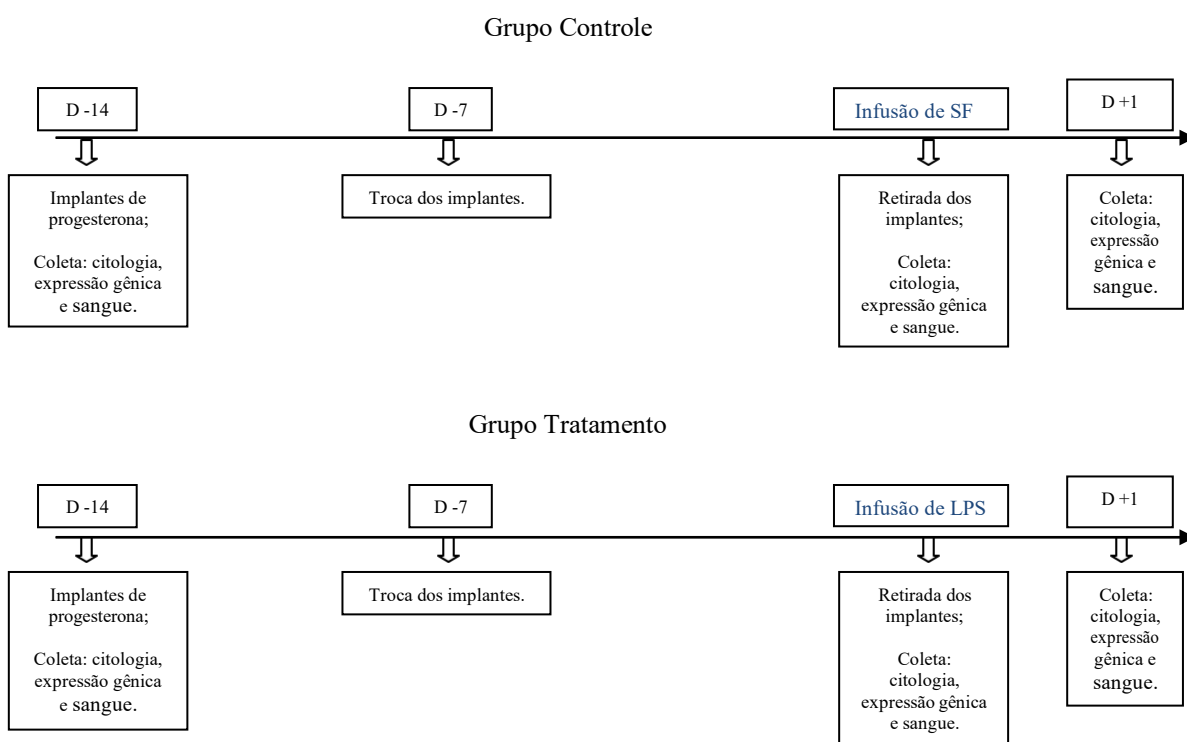 Grupo Controle
D -14
D -7
Infusão de SF
D +1
Implantes de
progesterona;
Coleta: citologia,
expressão gênica
e sangue.
Troca dos implantes.
Retirada dos
implantes;
Coleta:
citologia,
expressão gênica
e sangue.
Coleta:
citologia,
expressão
gênica e
sangue.
Grupo Tratamento
D -14
D -7
Infusão de LPS
D +1
Implantes de
progesterona;
Coleta: citologia,
expressão gênica
e sangue.
Troca dos implantes.
Retirada dos
implantes;
Coleta:
citologia,
expressão gênica
e sangue.
Coleta:
citologia,
expressão
gênica e
sangue.